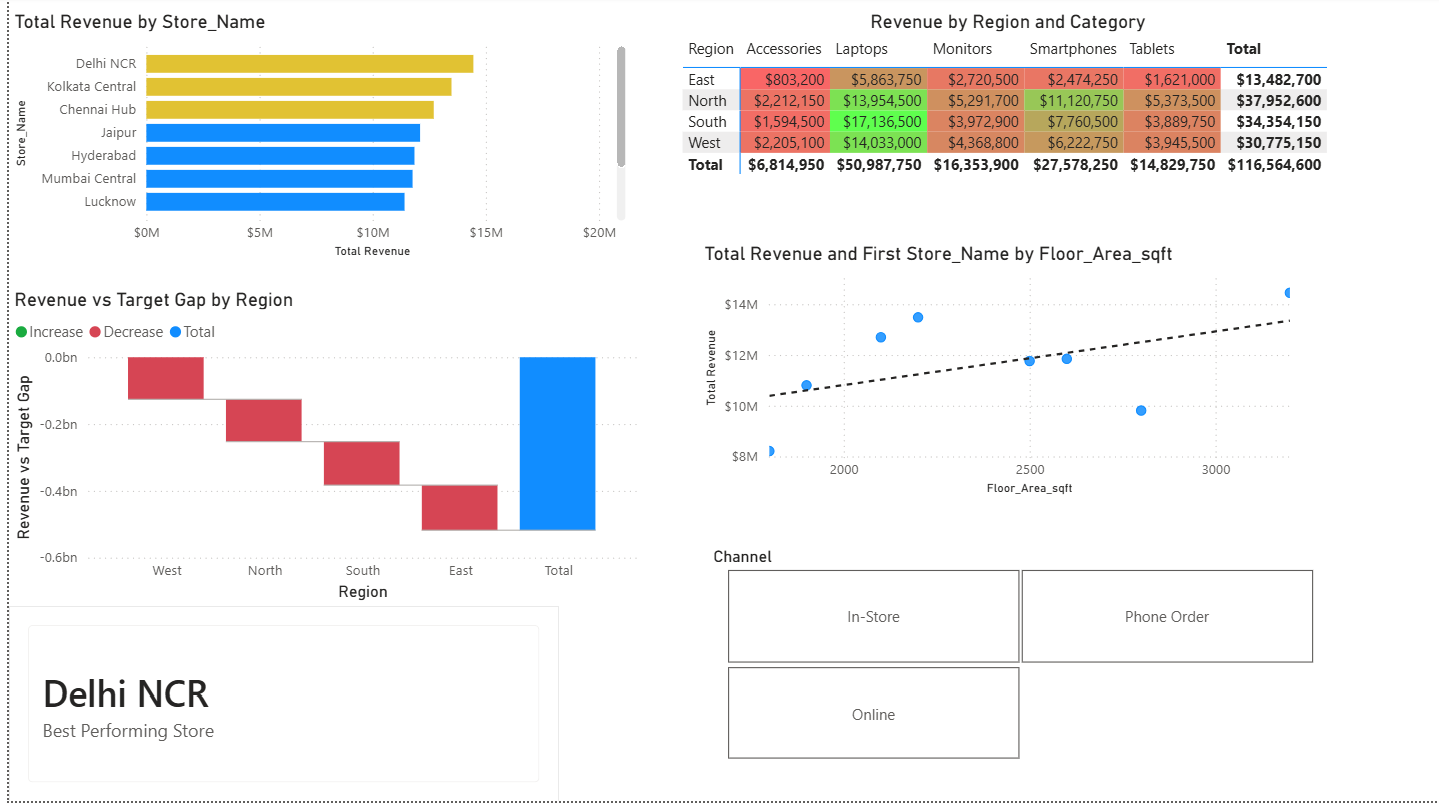 Total Revenue by Store_Name
Store_Name
Delhi NCR
Kolkata Central
Chennai Hub
Jaipur
Hyderabad
Mumbai Central
Lucknow
$0M $5M $10M $15M $20M
Total Revenue
Revenue by Region and Category
Region Accessories Laptops Monitors Smartphones Tablets Total
East $803,200 $5,863,750 $2,720,500 $2,474,250 $1,621,000 $13,482,700
North $2,212,150 $13,954,500 $5,291,700 $11,120,750 $5,373,500 $37,952,600
South $1,594,500 $17,136,500 $3,972,900 $7,760,500 $3,889,750 $34,354,150
West $2,205,100 $14,033,000 $4,368,800 $6,222,750 $3,945,500 $30,775,150
Total $6,814,950 $50,987,750 $16,353,900 $27,578,250 $14,829,750 $116,564,600
Revenue vs Target Gap by Region
Increase Decrease Total
Revenue vs Target Gap
0.0bn
-0.2bn
-0.4bn
-0.6bn
West North South East Total
Region
Total Revenue and First Store_Name by Floor_Area_sqft
Total Revenue
$14M
$12M
$10M
$8M
2000 2500 3000
Floor_Area_sqft
Delhi NCR
Best Performing Store
Channel
In-Store Phone Order
Online